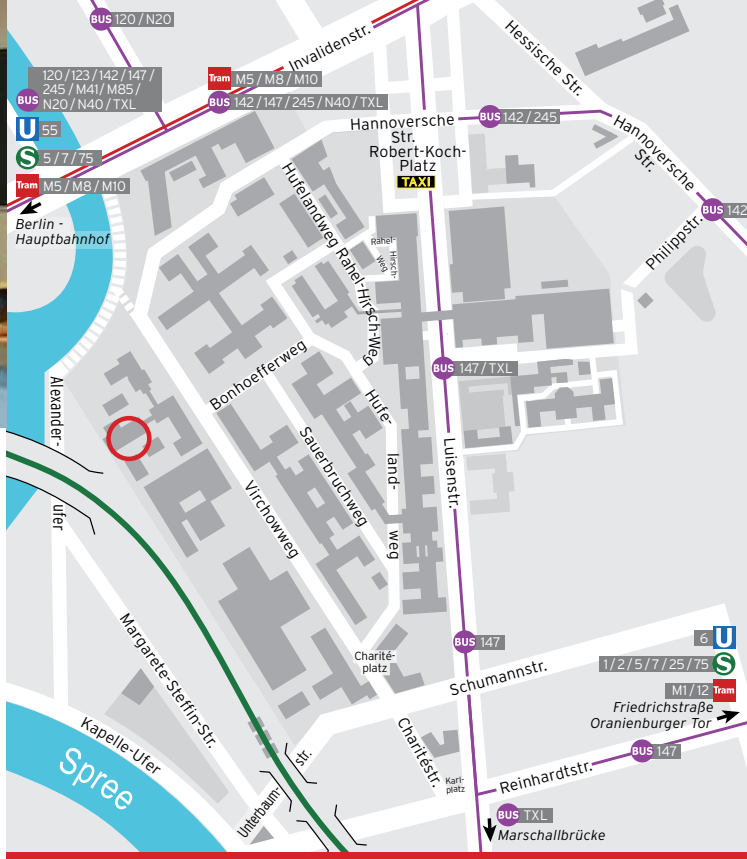 BUS 120 / N20
Hessische Str.
Invalidenstr.
120 / 123 / 142 / 147 /
245 / M41 / M85 /
BUS N20 / N40 / TXL
Tram M5 / M8 / M10
BUS 142 / 147 / 245 / N40 / TXL
U 55
S 5 / 7 / 75
Tram M5 / M8 / M10
Berlin -
Hauptbahnhof
Hannoversche
Str.
Robert-Koch-
Platz
TAXI
BUS 142 / 245
Hannoversche
Str.
BUS 142
Philippstr.
Hufelandweg
Rahel-
Hirsch-
Weg
Rahel-Hirsch-Weg
BUS 147 / TXL
Bonhoefferweg
Alexander-
ufer
Hufe-
land-
weg
Sauerbruchweg
Luisenstr.
Virchowweg
Margarete-Steffin-Str.
BUS 147
Charité-
platz
Schumannstr.
6 U
1 / 2 / 5 / 7 / 25 / 75 S
M1 / 12 Tram
Friedrichstraße
Oranienburger Tor
Kapelle-Ufer
Spree
Charitéstr.
BUS 147
Karl-
platz
Reinhardtstr.
Unterbaum-
str.
BUS TXL
Marschallbrücke